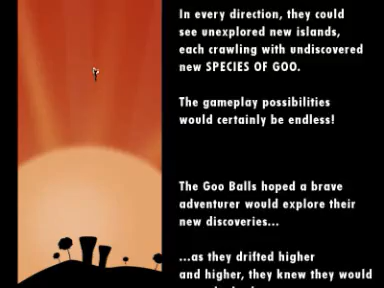 In every direction, they could
see unexplored new islands,
each crawling with undiscovered
new SPECIES OF GOO.
The gameplay possibilities
would certainly be endless!
The Goo Balls hoped a brave
adventurer would explore their
new discoveries...
...as they drifted higher
and higher, they knew they would